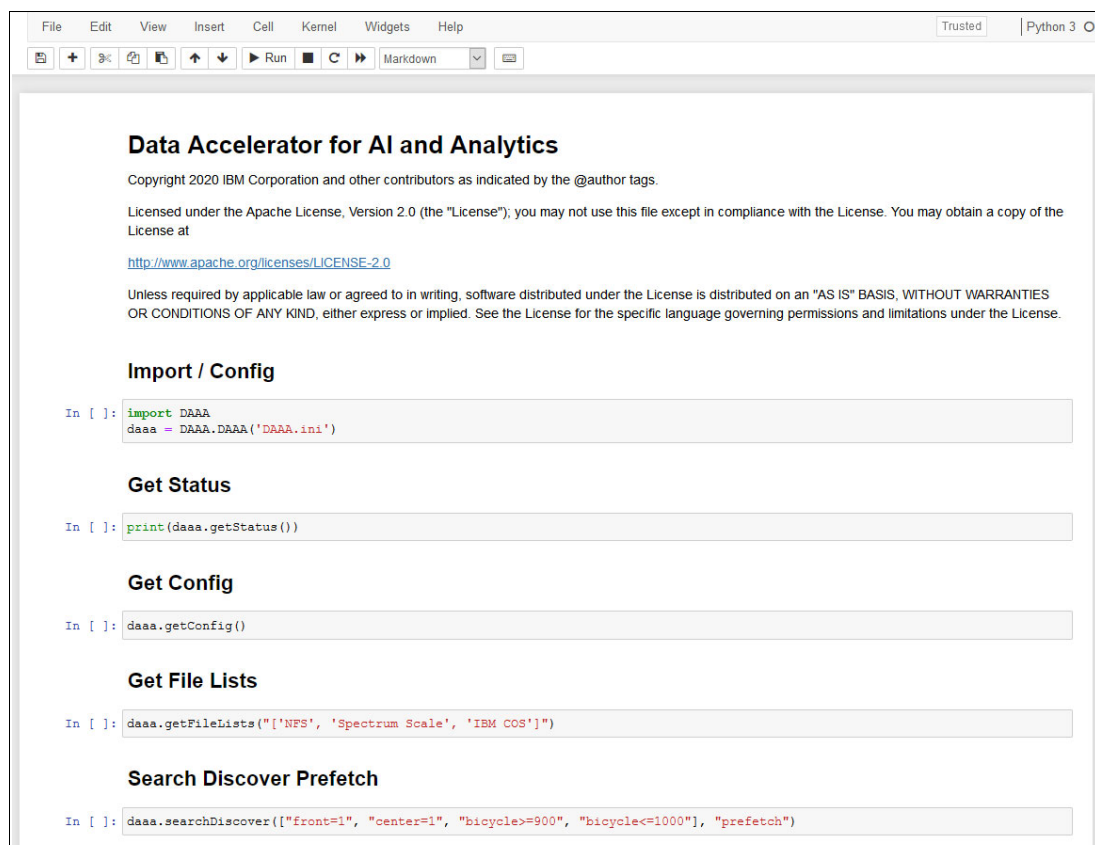 File Edit View Insert Cell Kernel Widgets Help Trusted Python 3
Run Markdown
Data Accelerator for AI and Analytics
Copyright 2020 IBM Corporation and other contributors as indicated by the @author tags.
Licensed under the Apache License, Version 2.0 (the "License"); you may not use this file except in compliance with the License. You may obtain a copy of the
License at
http://www.apache.org/licenses/LICENSE-2.0
Unless required by applicable law or agreed to in writing, software distributed under the License is distributed on an "AS IS" BASIS, WITHOUT WARRANTIES
OR CONDITIONS OF ANY KIND, either express or implied. See the License for the specific language governing permissions and limitations under the License.
Import / Config
In [ ]: import DAAA
daaa = DAAA.DAAA('DAAA.ini')
Get Status
In [ ]: print(daaa.getStatus())
Get Config
In [ ]: daaa.getConfig()
Get File Lists
In [ ]: daaa.getFileLists("['NFS', 'Spectrum Scale', 'IBM COS']")
Search Discover Prefetch
In [ ]: daaa.searchDiscover(["front=1", "center=1", "bicycle>=900", "bicycle<=1000"], "prefetch")